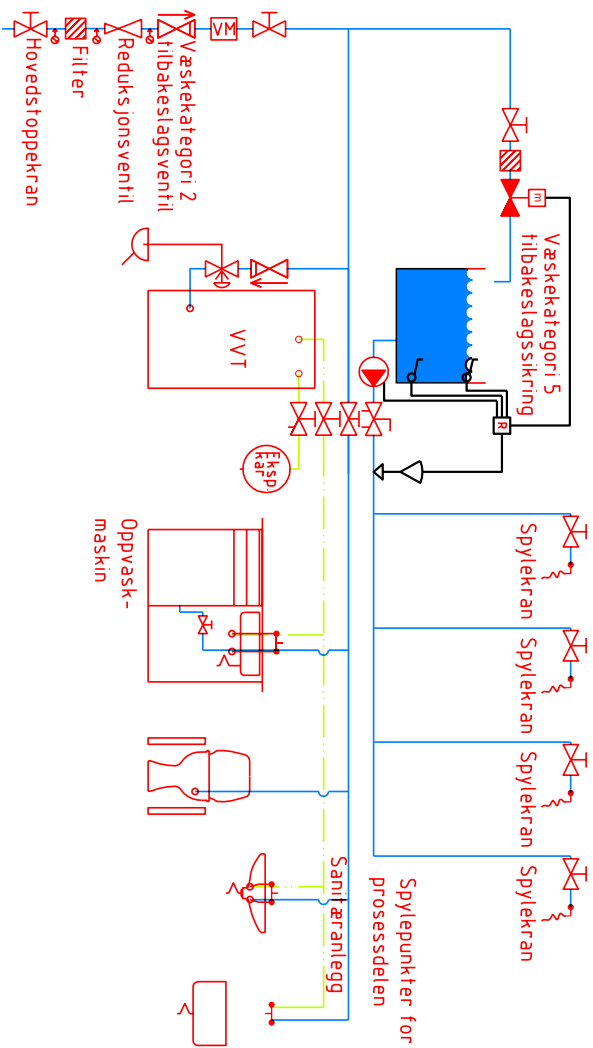 Hovedstoppekran
Filter
Reduksjonsventil
Væskekategori 2
tilbakeslagsventil
VM
m
Væskekategori 5
tilbakeslagssikring
R
VVT
Eksp.
kar
Oppvask-
maskin
Spylekran
Spylekran
Spylekran
Spylekran
Spylepunkter for
prosessdelen
Sanitæranlegg